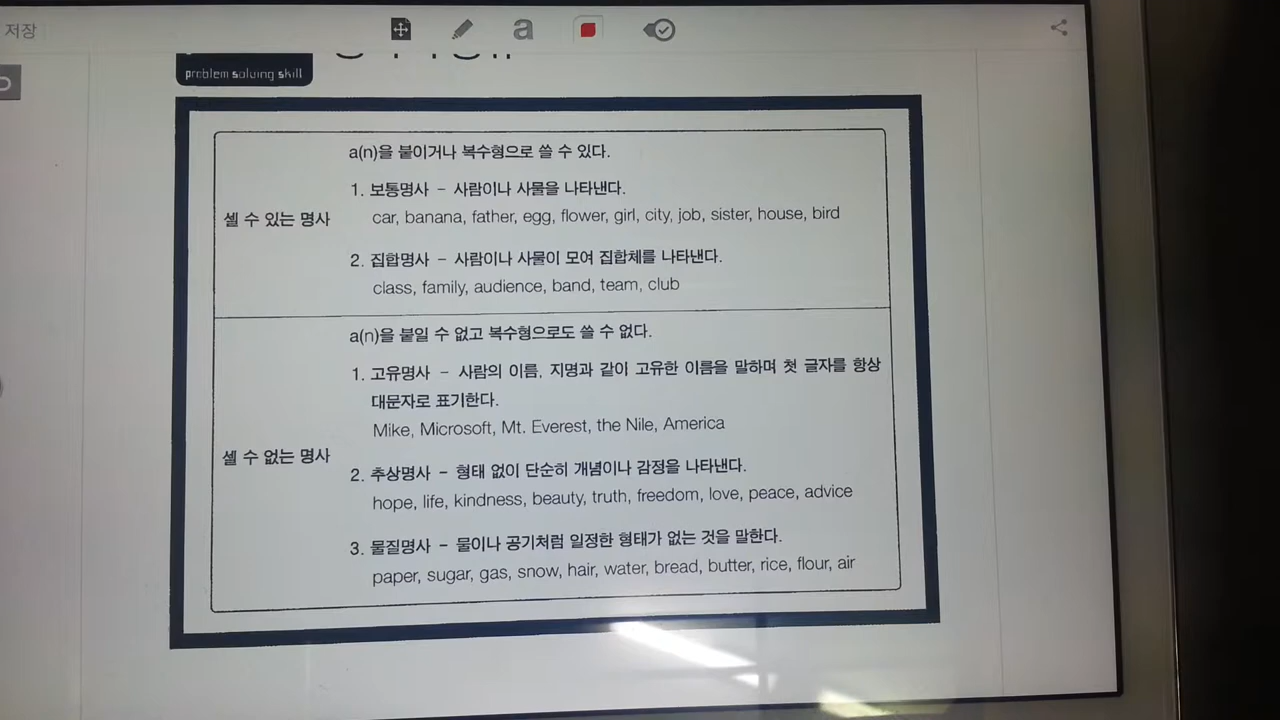 저장
a
problem solving skill
a(n)을 붙이거나 복수형으로 쓸 수 있다.
셀 수 있는 명사
1. 보통명사 - 사람이나 사물을 나타낸다.
car, banana, father, egg, flower, girl, city, job, sister, house, bird
2. 집합명사 - 사람이나 사물이 모여 집합체를 나타낸다.
class, family, audience, band, team, club
a(n)을 붙일 수 없고 복수형으로도 쓸 수 없다.
셀 수 없는 명사
1. 고유명사 - 사람의 이름, 지명과 같이 고유한 이름을 말하며 첫 글자를 항상
대문자로 표기한다.
Mike, Microsoft, Mt. Everest, the Nile, America
2. 추상명사 - 형태 없이 단순히 개념이나 감정을 나타낸다.
hope, life, kindness, beauty, truth, freedom, love, peace, advice
3. 물질명사 - 물이나 공기처럼 일정한 형태가 없는 것을 말한다.
paper, sugar, gas, snow, hair, water, bread, butter, rice, flour, air